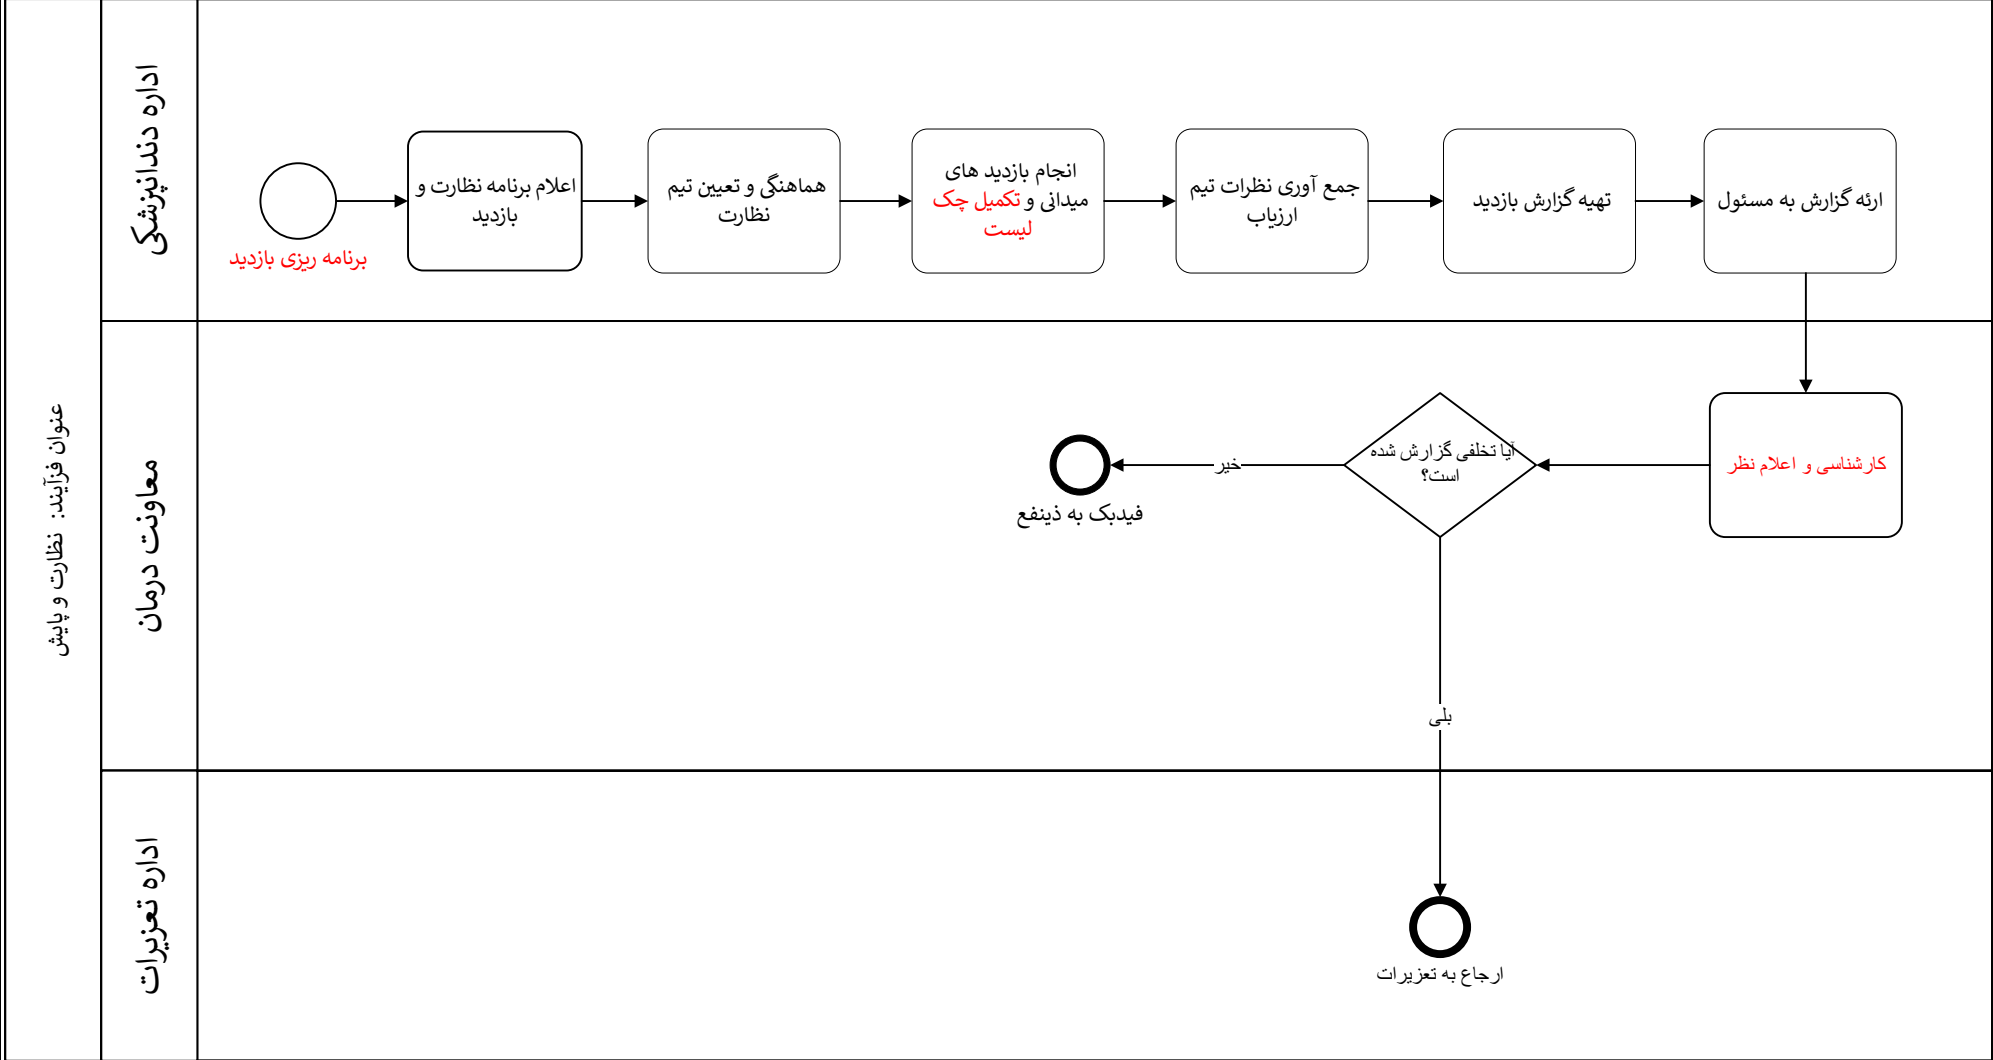 عنوان فرآیند: نظارت و پایش
اداره دندانپزشکی
برنامه ریزی بازدید
اعلام برنامه نظارت و
بازدید
هماهنگی و تعیین تیم
نظارت
انجام بازدید های
میدانی و تکمیل چک
لیست
جمع آوری نظرات تیم
ارزیاب
تهیه گزارش بازدید
ارئه گزارش به مسئول
معاونت درمان
کارشناسی و اعلام نظر
آیا تخلفی گزارش شده
است؟
خیر
فیدبک به ذینفع
بلی
اداره تعزیرات
ارجاع به تعزیرات